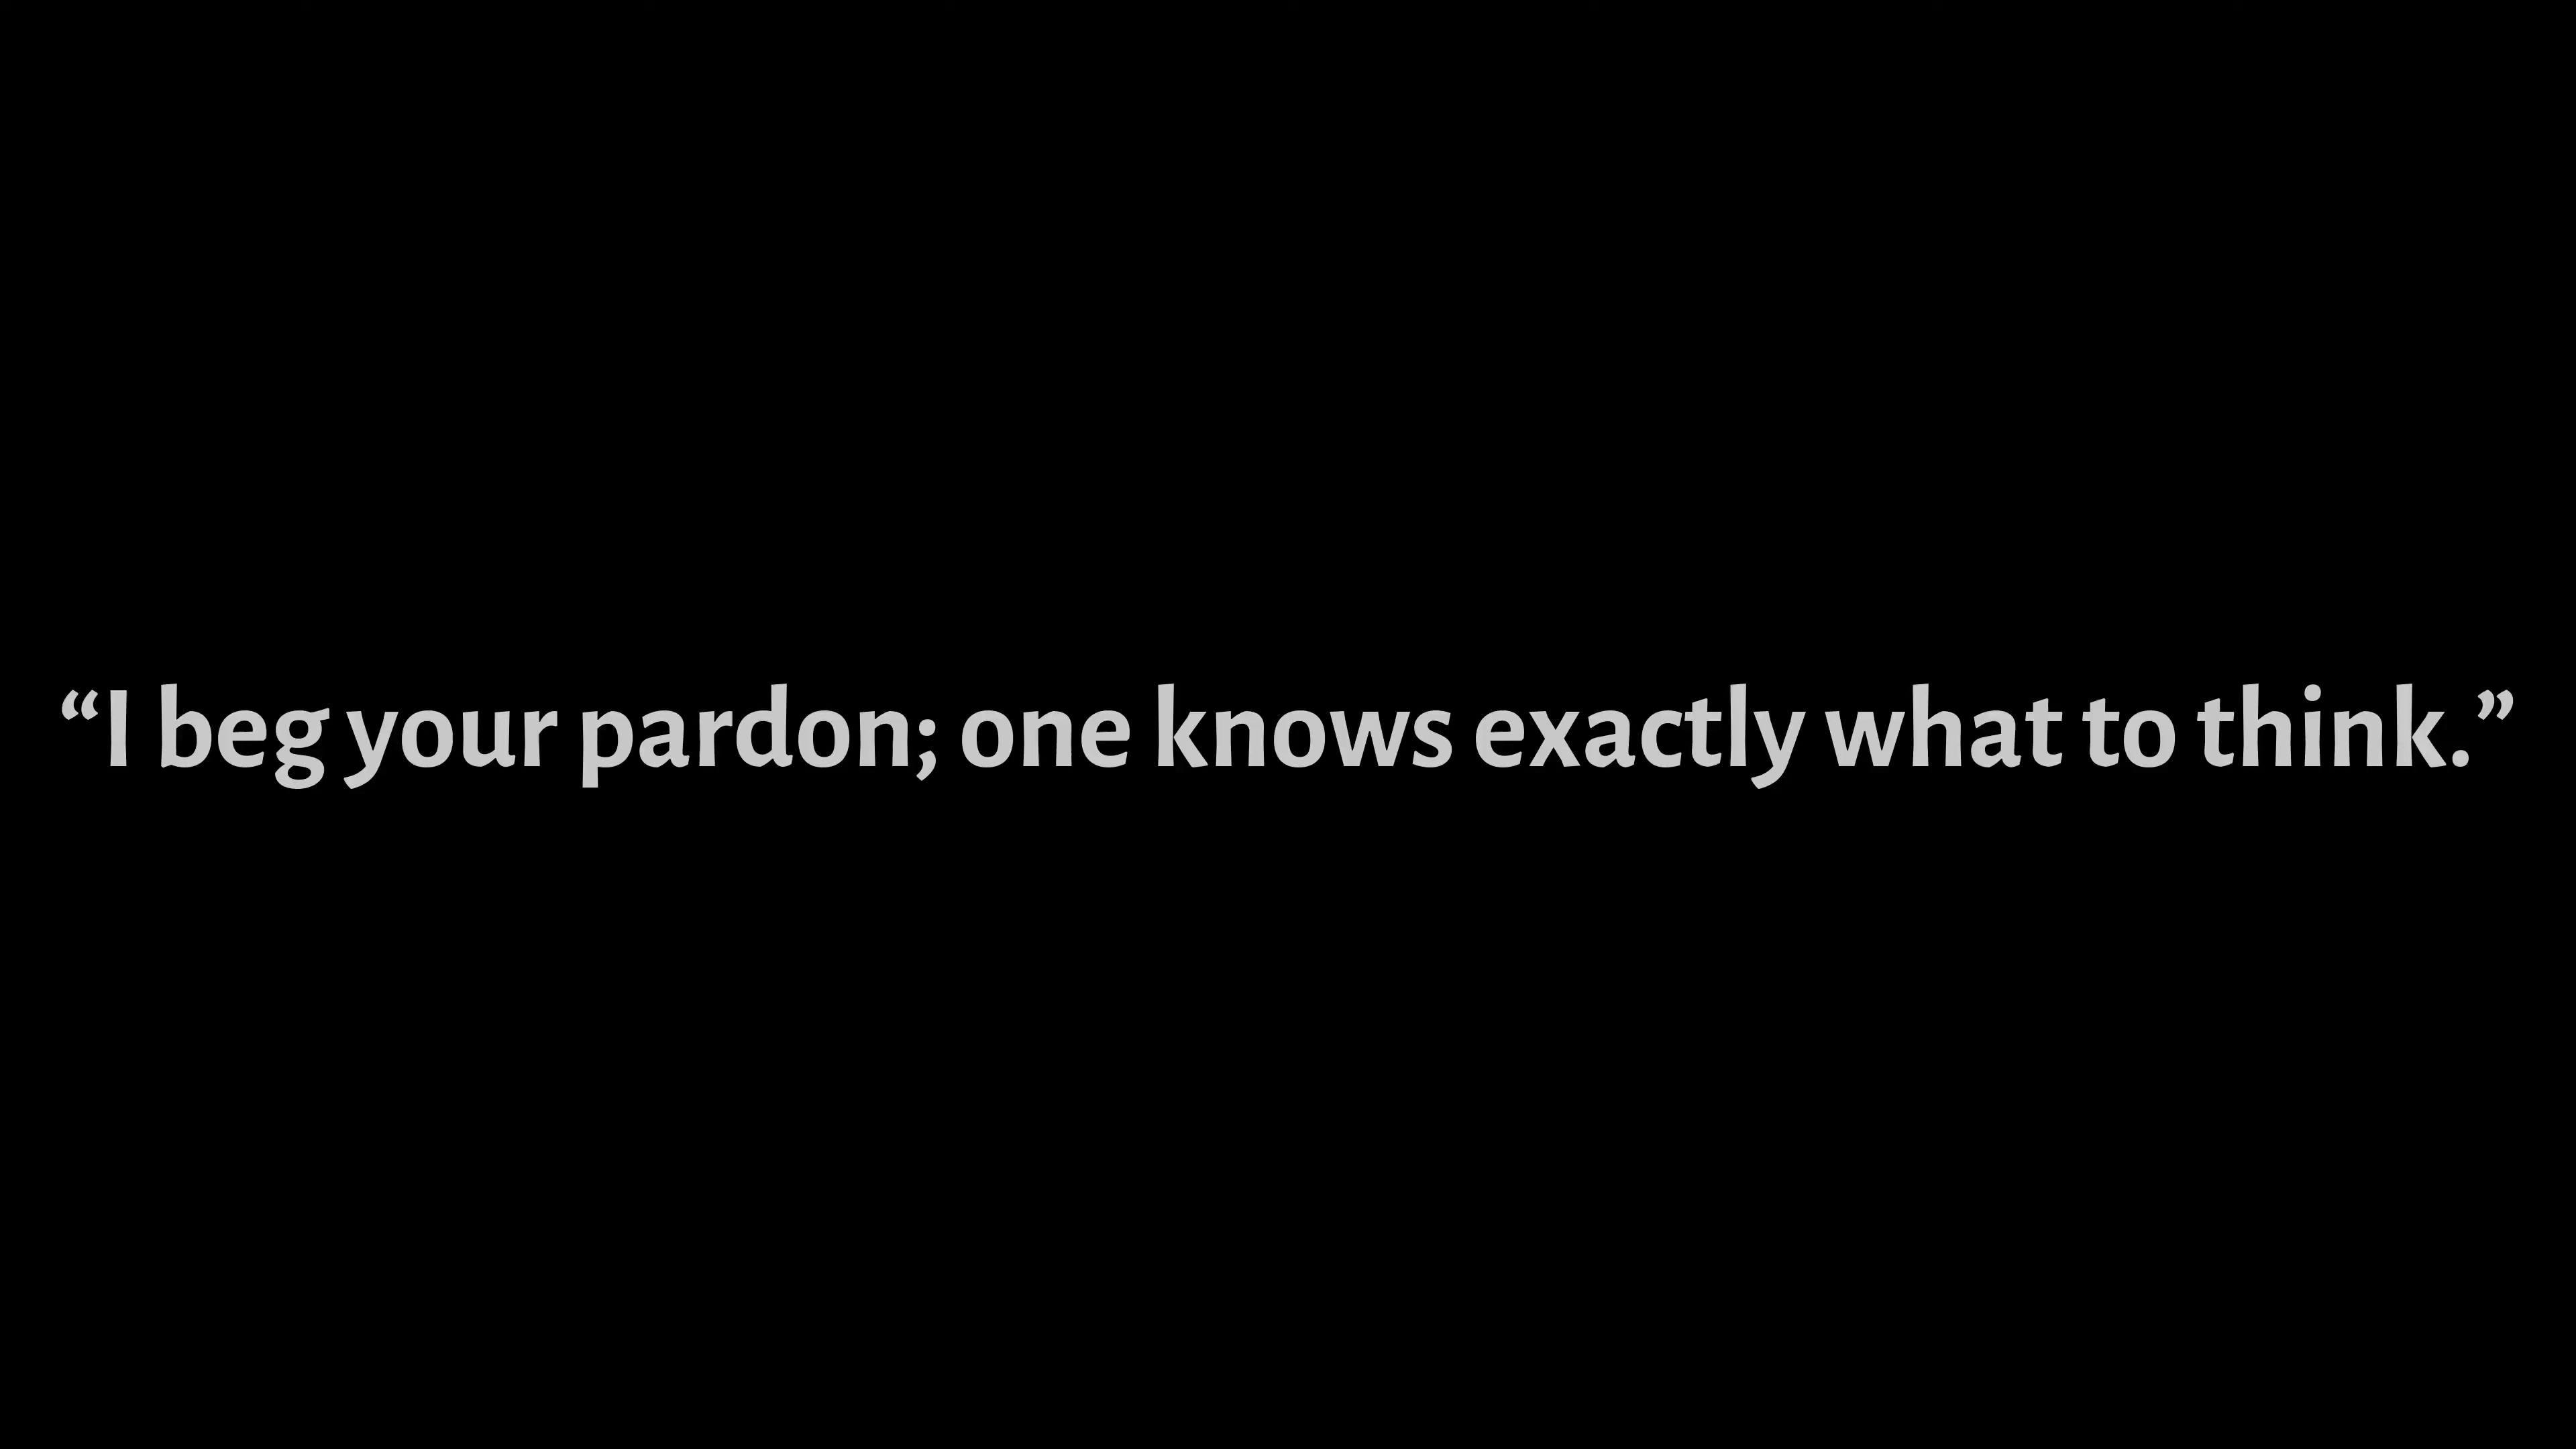 “I beg your pardon; one knows exactly what to think.”